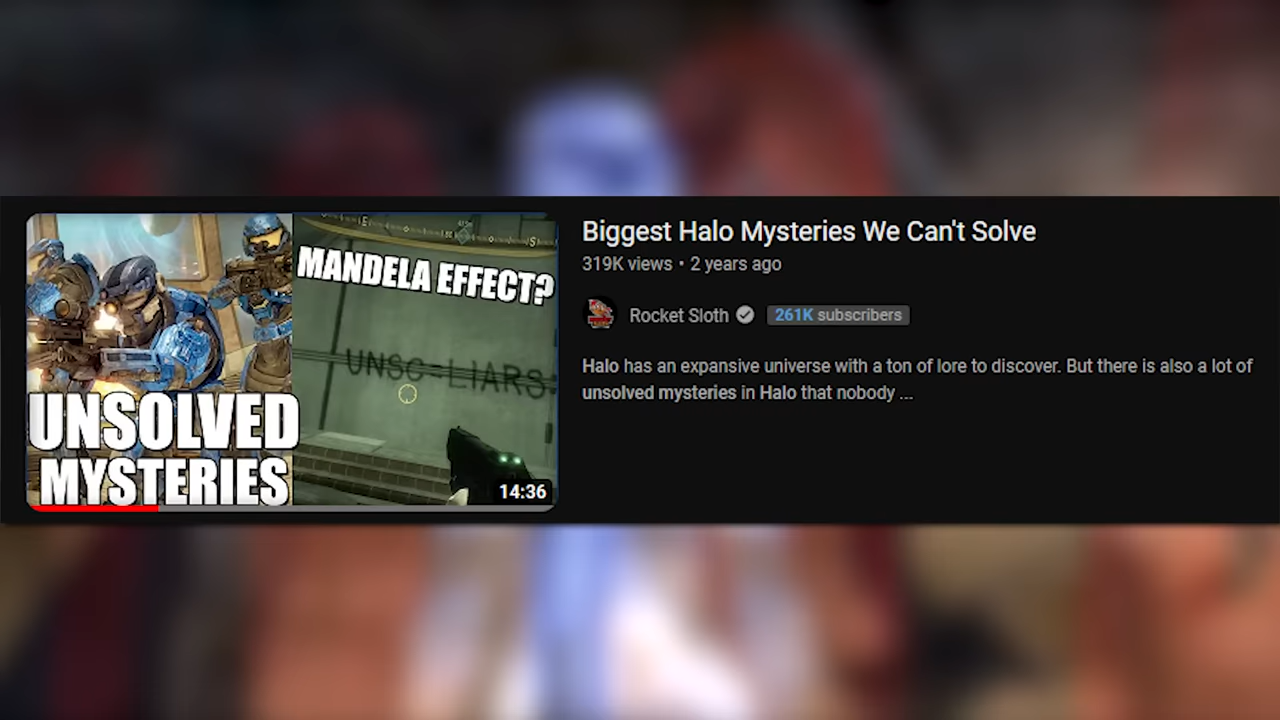 Biggest Halo Mysteries We Can't Solve
319K views • 2 years ago
Rocket Sloth
261K subscribers
Halo has an expansive universe with a ton of lore to discover. But there is also a lot of
unsolved mysteries in Halo that nobody ...
MANDELA EFFECT?
UNSC=LIARS
UNSOLVED
MYSTERIES
14:36